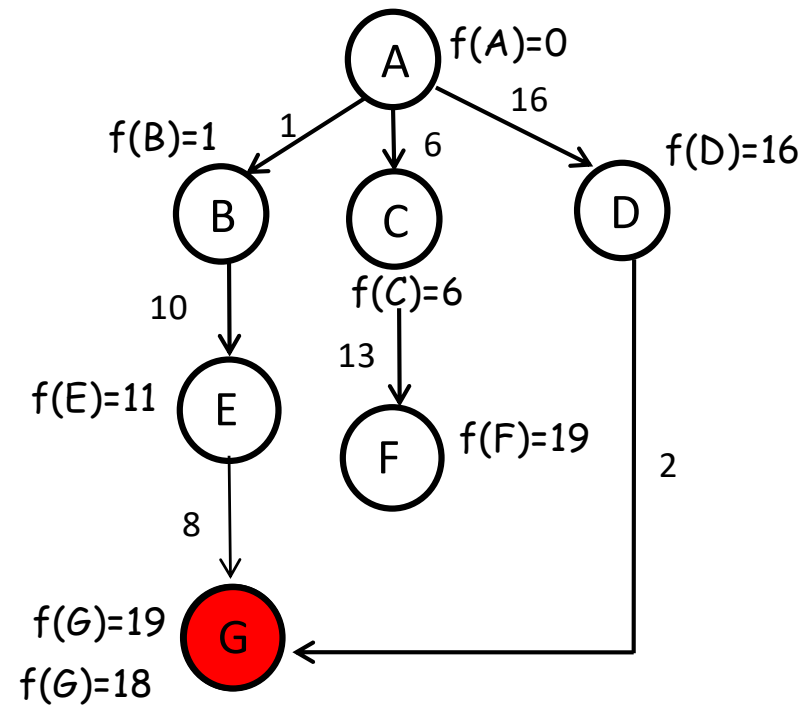 A
f(A)=0
1
6
16
f(B)=1
f(D)=16
B
C
D
f(C)=6
10
13
f(E)=11
E
F
f(F)=19
2
8
f(G)=19
G
f(G)=18